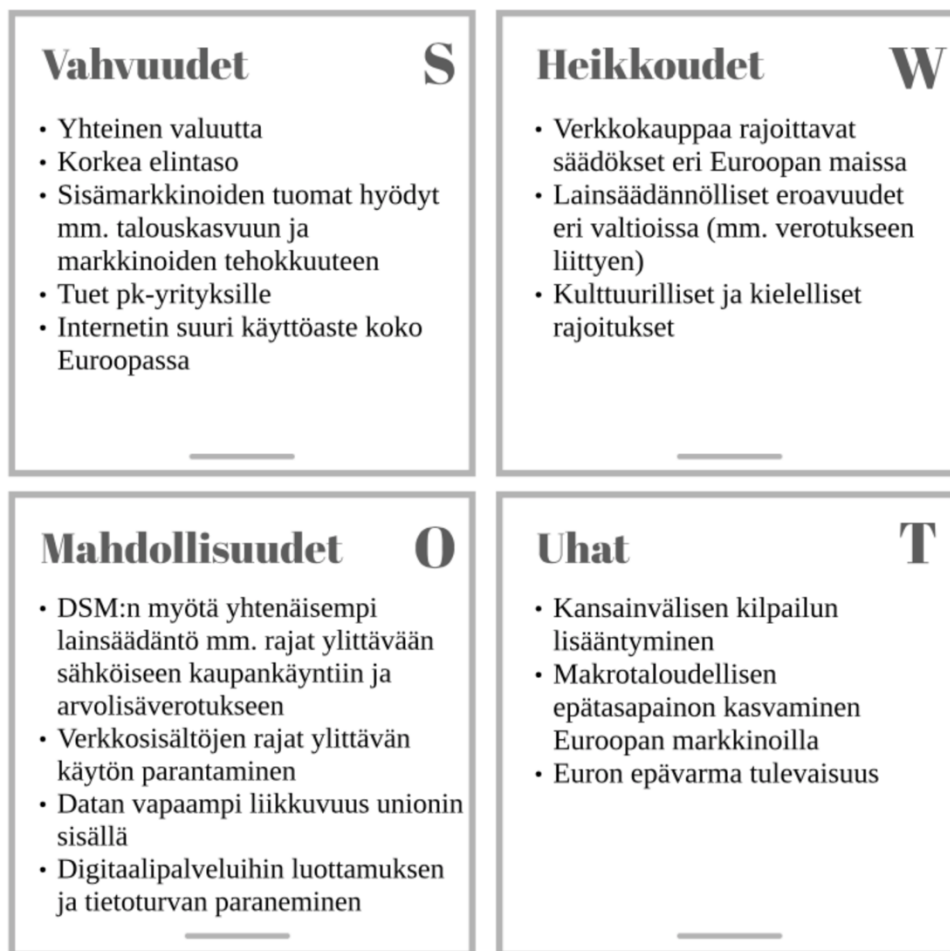 Vahvuudet S
• Yhteinen valuutta
• Korkea elintaso
• Sisämarkkinoiden tuomat hyödyt
mm. talouskasvuun ja
markkinoiden tehokkuuteen
• Tuet pk-yrityksille
• Internetin suuri käyttöaste koko
Euroopassa
Heikkoudet W
• Verkkokauppaa rajoittavat
säädökset eri Euroopan maissa
• Lainsäädännölliset eroavuudet
eri valtioissa (mm. verotukseen
liittyen)
• Kulttuurilliset ja kielelliset
rajoitukset
Mahdollisuudet O
• DSM:n myötä yhtenäisempi
lainsäädäntö mm. rajat ylittävään
sähköiseen kaupankäyntiin ja
arvolisäverotukseen
• Verkkosisältöjen rajat ylittävän
käytön parantaminen
• Datan vapaampi liikkuvuus unionin
sisällä
• Digitaalipalveluihin luottamuksen
ja tietoturvan paraneminen
Uhat T
• Kansainvälisen kilpailun
lisääntyminen
• Makrotaloudellisen
epätasapainon kasvaminen
Euroopan markkinoilla
• Euron epävarma tulevaisuus